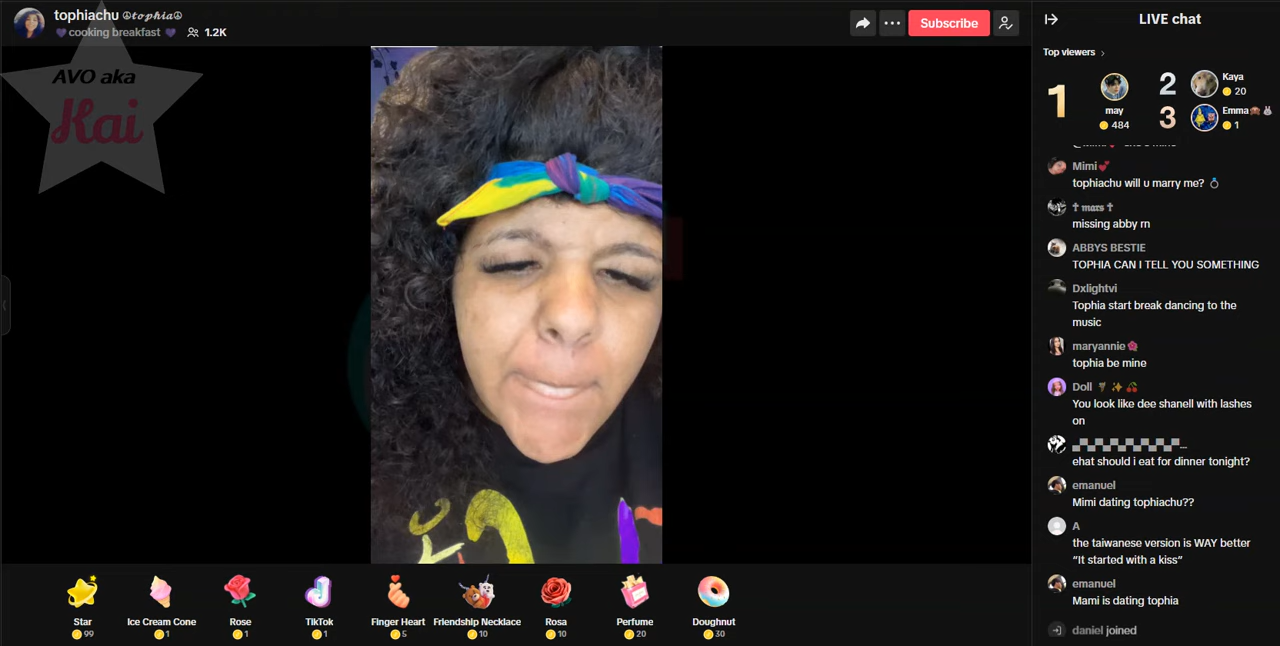 tophiachu ☮𝓽𝓸𝓹𝓱𝓲𝓪☮
💜cooking breakfast 💜 1.2K
Subscribe
AVO aka
Kai
LIVE chat
Top viewers ›
1
may
484
2
Kaya
20
3
Emma🙈🐰
1
Mimi💕
tophiachu will u marry me? 💍
✝ 𝖒𝖆𝖗𝖘 ✝
missing abby rn
ABBYS BESTIE
TOPHIA CAN I TELL YOU SOMETHING
Dxlightvi
Tophia start break dancing to the
music
maryannie🌺
tophia be mine
Doll 🧋✨🍒
You look like dee shanell with lashes
on
ehat should i eat for dinner tonight?
emanuel
Mimi dating tophiachu??
A
the taiwanese version is WAY better
“It started with a kiss”
emanuel
Mami is dating tophia
daniel joined
Star
99
Ice Cream Cone
1
Rose
1
TikTok
1
Finger Heart
5
Friendship Necklace
10
Rosa
10
Perfume
20
Doughnut
30